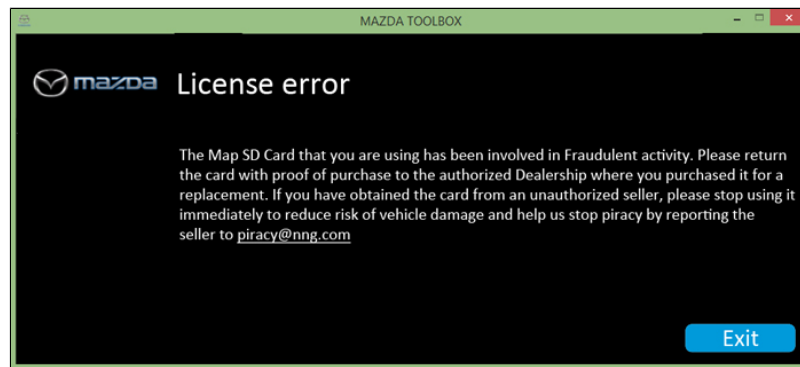 MAZDA TOOLBOX
mazda
License error
The Map SD Card that you are using has been involved in Fraudulent activity. Please return
the card with proof of purchase to the authorized Dealership where you purchased it for a
replacement. If you have obtained the card from an unauthorized seller, please stop using it
immediately to reduce risk of vehicle damage and help us stop piracy by reporting the
seller to piracy@nng.com
Exit